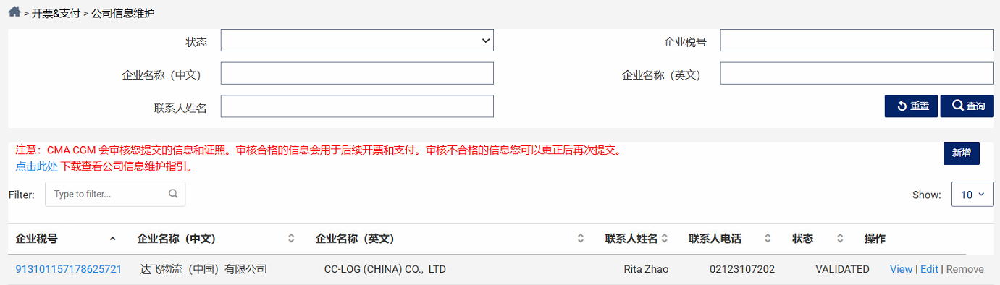 > 开票&支付 > 公司信息维护
状态 企业税号
企业名称（中文） 企业名称（英文）
联系人姓名 重置 查询
注意：CMA CGM 会审核您提交的信息和证照。审核合格的信息会用于后续开票和支付。审核不合格的信息您可以更正后再次提交。 新增
点击此处 下载查看公司信息维护指引。
Filter: Type to filter... Show: 10
企业税号 企业名称（中文） 企业名称（英文） 联系人姓名 联系人电话 状态 操作
913101157178625721 达飞物流（中国）有限公司 CC-LOG (CHINA) CO., LTD Rita Zhao 02123107202 VALIDATED View | Edit | Remove